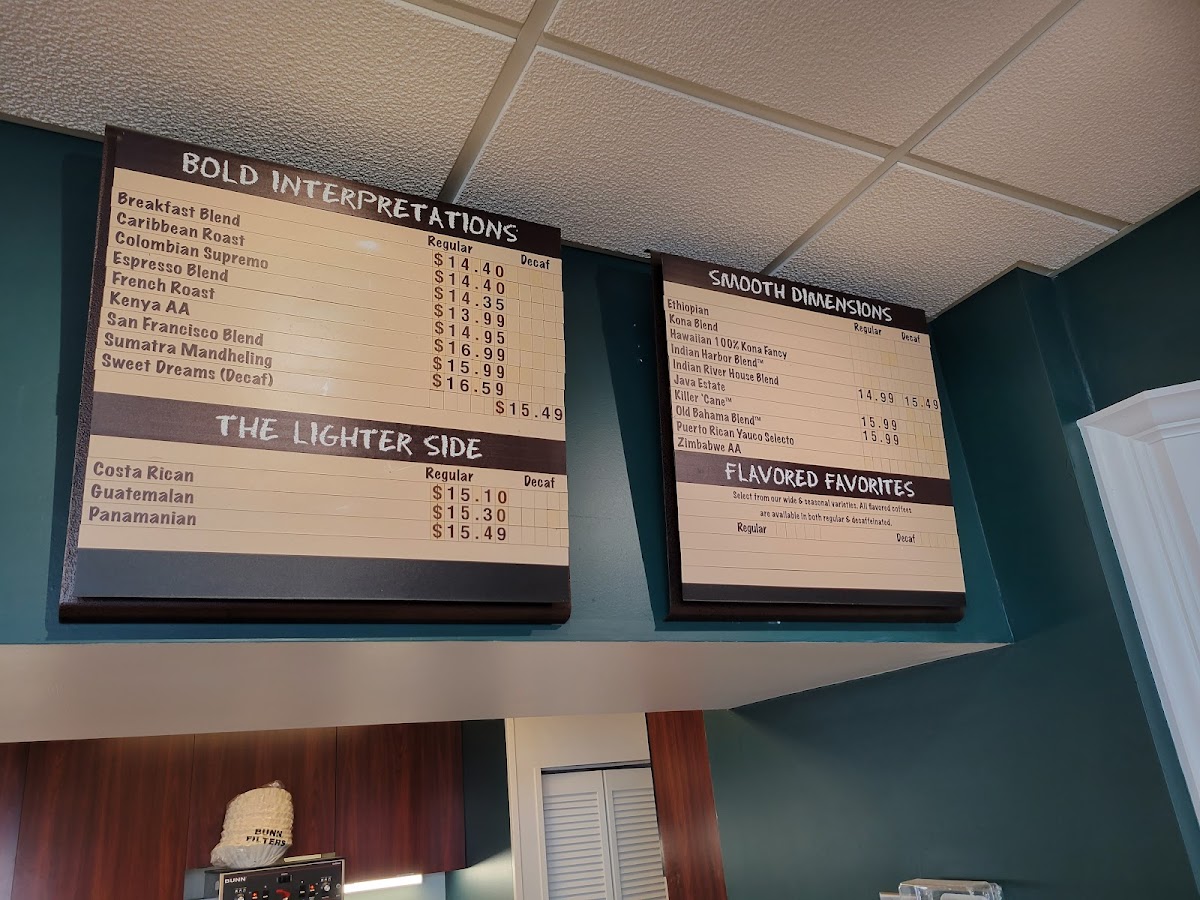 BOLD INTERPRETATIONS
Regular Decaf
Breakfast Blend $14.40
Caribbean Roast $14.40
Colombian Supremo $14.35
Espresso Blend $13.99
French Roast $14.95
Kenya AA $16.99
San Francisco Blend $15.99
Sumatra Mandheling $16.59
Sweet Dreams (Decaf) $15.49
THE LIGHTER SIDE
Regular Decaf
Costa Rican $15.10
Guatemalan $15.30
Panamanian $15.49
SMOOTH DIMENSIONS
Regular Decaf
Ethiopian
Kona Blend
Hawaiian 100% Kona Fancy
Indian Harbor Blend™
Indian River House Blend 14.99 15.49
Java Estate
Killer 'Cane™ 15.99
Old Bahama Blend™ 15.99
Puerto Rican Yauco Selecto
Zimbabwe AA
FLAVORED FAVORITES
Select from our wide & seasonal varieties. All flavored coffees
are available in both regular & desaffeinated.
Regular Decaf
BUNN
FILTERS
BUNN